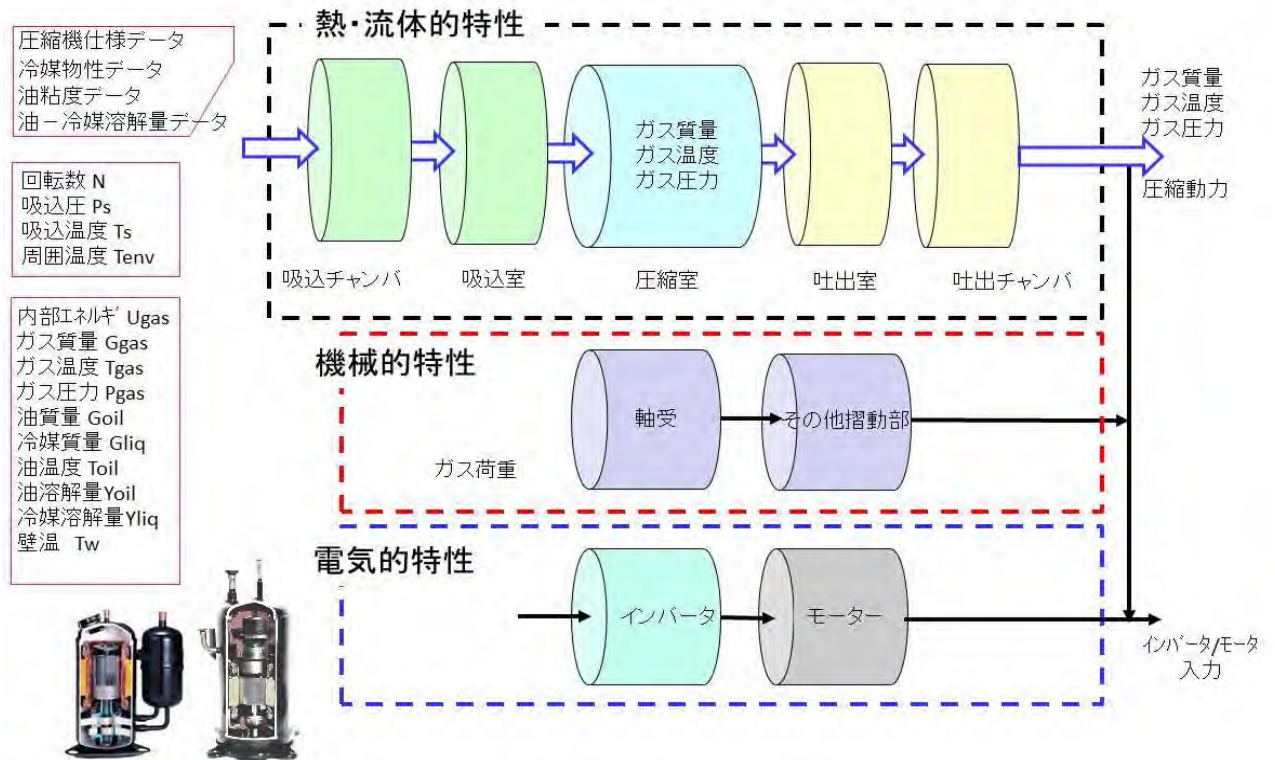 圧縮機仕様データ
冷媒物性データ
油粘度データ
油－冷媒溶解量データ
回転数 N
吸込圧 Ps
吸込温度 Ts
周囲温度 Tenv
内部エネルギ Ugas
ガス質量 Ggas
ガス温度 Tgas
ガス圧力 Pgas
油質量 Goil
冷媒質量 Gliq
油温度 Toil
油溶解量Yoil
冷媒溶解量Yliq
壁温 Tw
熱・流体的特性
ガス質量
ガス温度
ガス圧力
吸込チャンバ
吸込室
圧縮室
吐出室
吐出チャンバ
ガス質量
ガス温度
ガス圧力
圧縮動力
機械的特性
軸受
その他摺動部
ガス荷重
電気的特性
インバータ
モーター
インバータ/モータ
入力